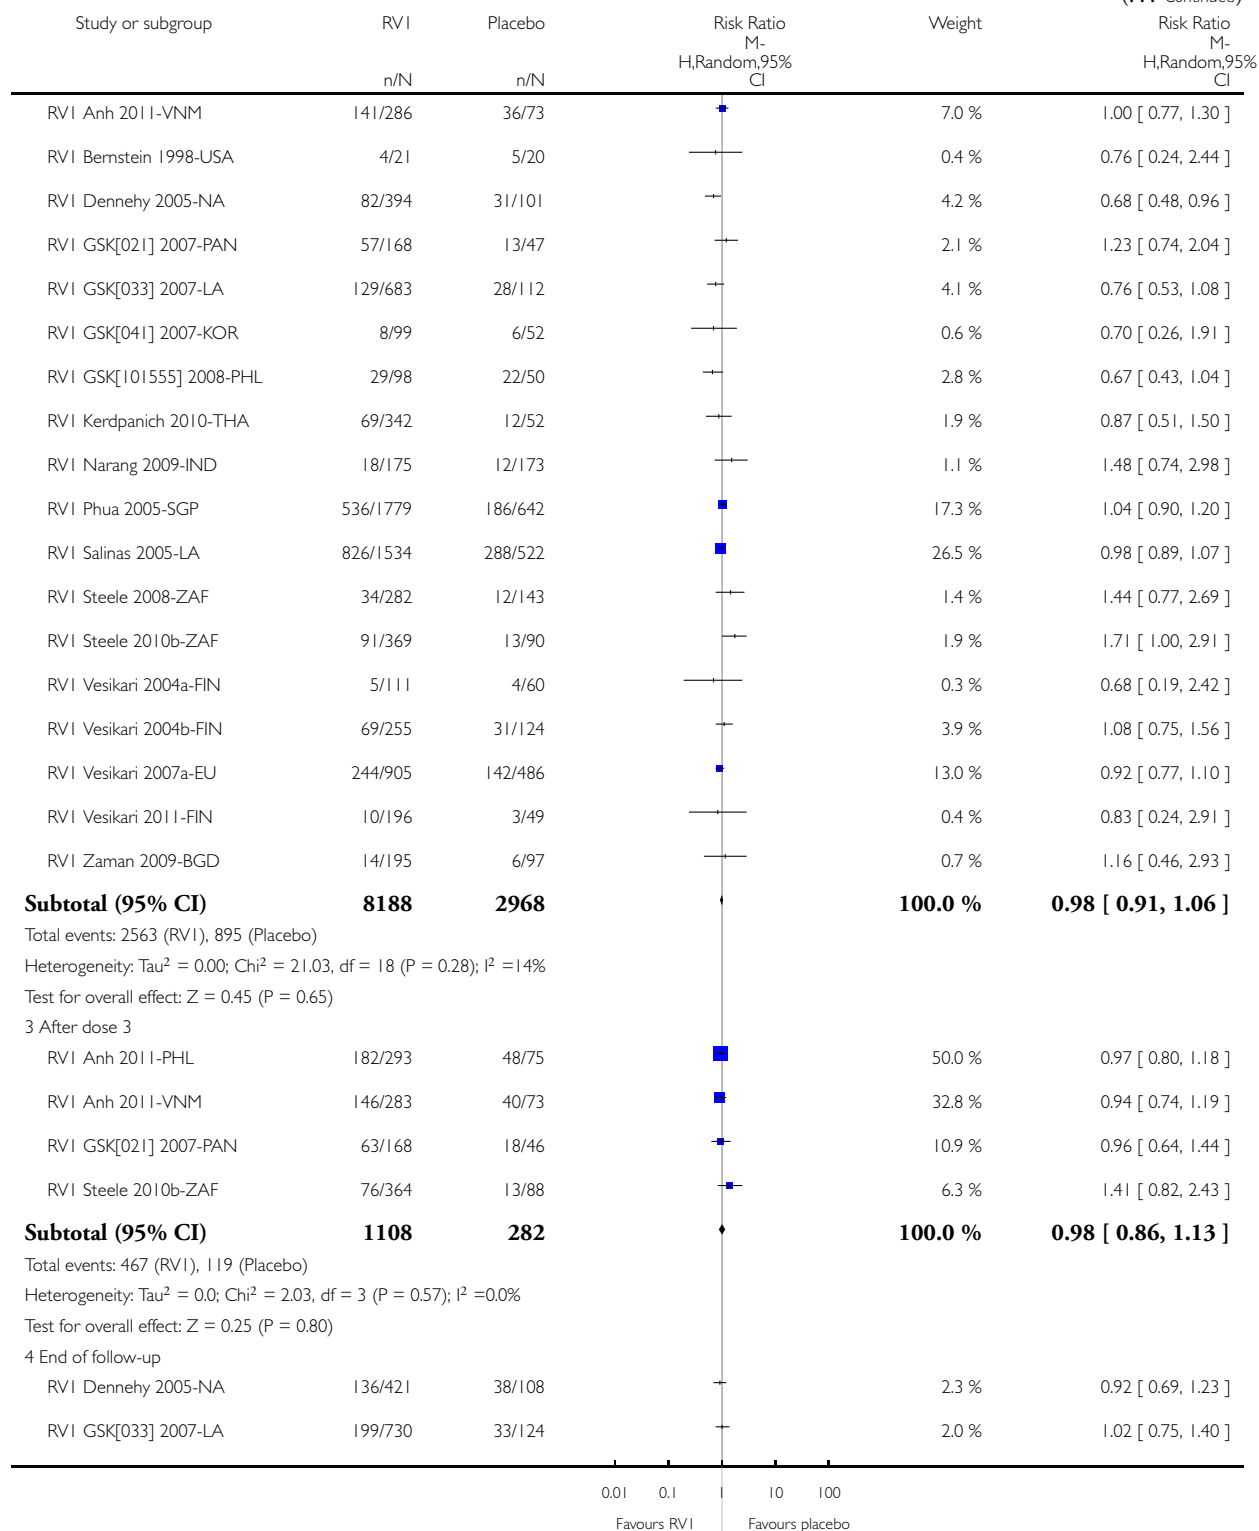 (... Continued)
Study or subgroup RV1 Placebo Risk Ratio Weight Risk Ratio
M- M-
H,Random,95% H,Random,95%
n/N n/N CI CI
RV1 Anh 2011-VNM 141/286 36/73 7.0 % 1.00 [ 0.77, 1.30 ]
RV1 Bernstein 1998-USA 4/21 5/20 0.4 % 0.76 [ 0.24, 2.44 ]
RV1 Dennehy 2005-NA 82/394 31/101 4.2 % 0.68 [ 0.48, 0.96 ]
RV1 GSK[021] 2007-PAN 57/168 13/47 2.1 % 1.23 [ 0.74, 2.04 ]
RV1 GSK[033] 2007-LA 129/683 28/112 4.1 % 0.76 [ 0.53, 1.08 ]
RV1 GSK[041] 2007-KOR 8/99 6/52 0.6 % 0.70 [ 0.26, 1.91 ]
RV1 GSK[101555] 2008-PHL 29/98 22/50 2.8 % 0.67 [ 0.43, 1.04 ]
RV1 Kerdpanich 2010-THA 69/342 12/52 1.9 % 0.87 [ 0.51, 1.50 ]
RV1 Narang 2009-IND 18/175 12/173 1.1 % 1.48 [ 0.74, 2.98 ]
RV1 Phua 2005-SGP 536/1779 186/642 17.3 % 1.04 [ 0.90, 1.20 ]
RV1 Salinas 2005-LA 826/1534 288/522 26.5 % 0.98 [ 0.89, 1.07 ]
RV1 Steele 2008-ZAF 34/282 12/143 1.4 % 1.44 [ 0.77, 2.69 ]
RV1 Steele 2010b-ZAF 91/369 13/90 1.9 % 1.71 [ 1.00, 2.91 ]
RV1 Vesikari 2004a-FIN 5/111 4/60 0.3 % 0.68 [ 0.19, 2.42 ]
RV1 Vesikari 2004b-FIN 69/255 31/124 3.9 % 1.08 [ 0.75, 1.56 ]
RV1 Vesikari 2007a-EU 244/905 142/486 13.0 % 0.92 [ 0.77, 1.10 ]
RV1 Vesikari 2011-FIN 10/196 3/49 0.4 % 0.83 [ 0.24, 2.91 ]
RV1 Zaman 2009-BGD 14/195 6/97 0.7 % 1.16 [ 0.46, 2.93 ]
Subtotal (95% CI) 8188 2968 100.0 % 0.98 [ 0.91, 1.06 ]
Total events: 2563 (RV1), 895 (Placebo)
Heterogeneity: Tau² = 0.00; Chi² = 21.03, df = 18 (P = 0.28); I² =14%
Test for overall effect: Z = 0.45 (P = 0.65)
3 After dose 3
RV1 Anh 2011-PHL 182/293 48/75 50.0 % 0.97 [ 0.80, 1.18 ]
RV1 Anh 2011-VNM 146/283 40/73 32.8 % 0.94 [ 0.74, 1.19 ]
RV1 GSK[021] 2007-PAN 63/168 18/46 10.9 % 0.96 [ 0.64, 1.44 ]
RV1 Steele 2010b-ZAF 76/364 13/88 6.3 % 1.41 [ 0.82, 2.43 ]
Subtotal (95% CI) 1108 282 100.0 % 0.98 [ 0.86, 1.13 ]
Total events: 467 (RV1), 119 (Placebo)
Heterogeneity: Tau² = 0.0; Chi² = 2.03, df = 3 (P = 0.57); I² =0.0%
Test for overall effect: Z = 0.25 (P = 0.80)
4 End of follow-up
RV1 Dennehy 2005-NA 136/421 38/108 2.3 % 0.92 [ 0.69, 1.23 ]
RV1 GSK[033] 2007-LA 199/730 33/124 2.0 % 1.02 [ 0.75, 1.40 ]
0.01 0.1 1 10 100
Favours RV1 Favours placebo